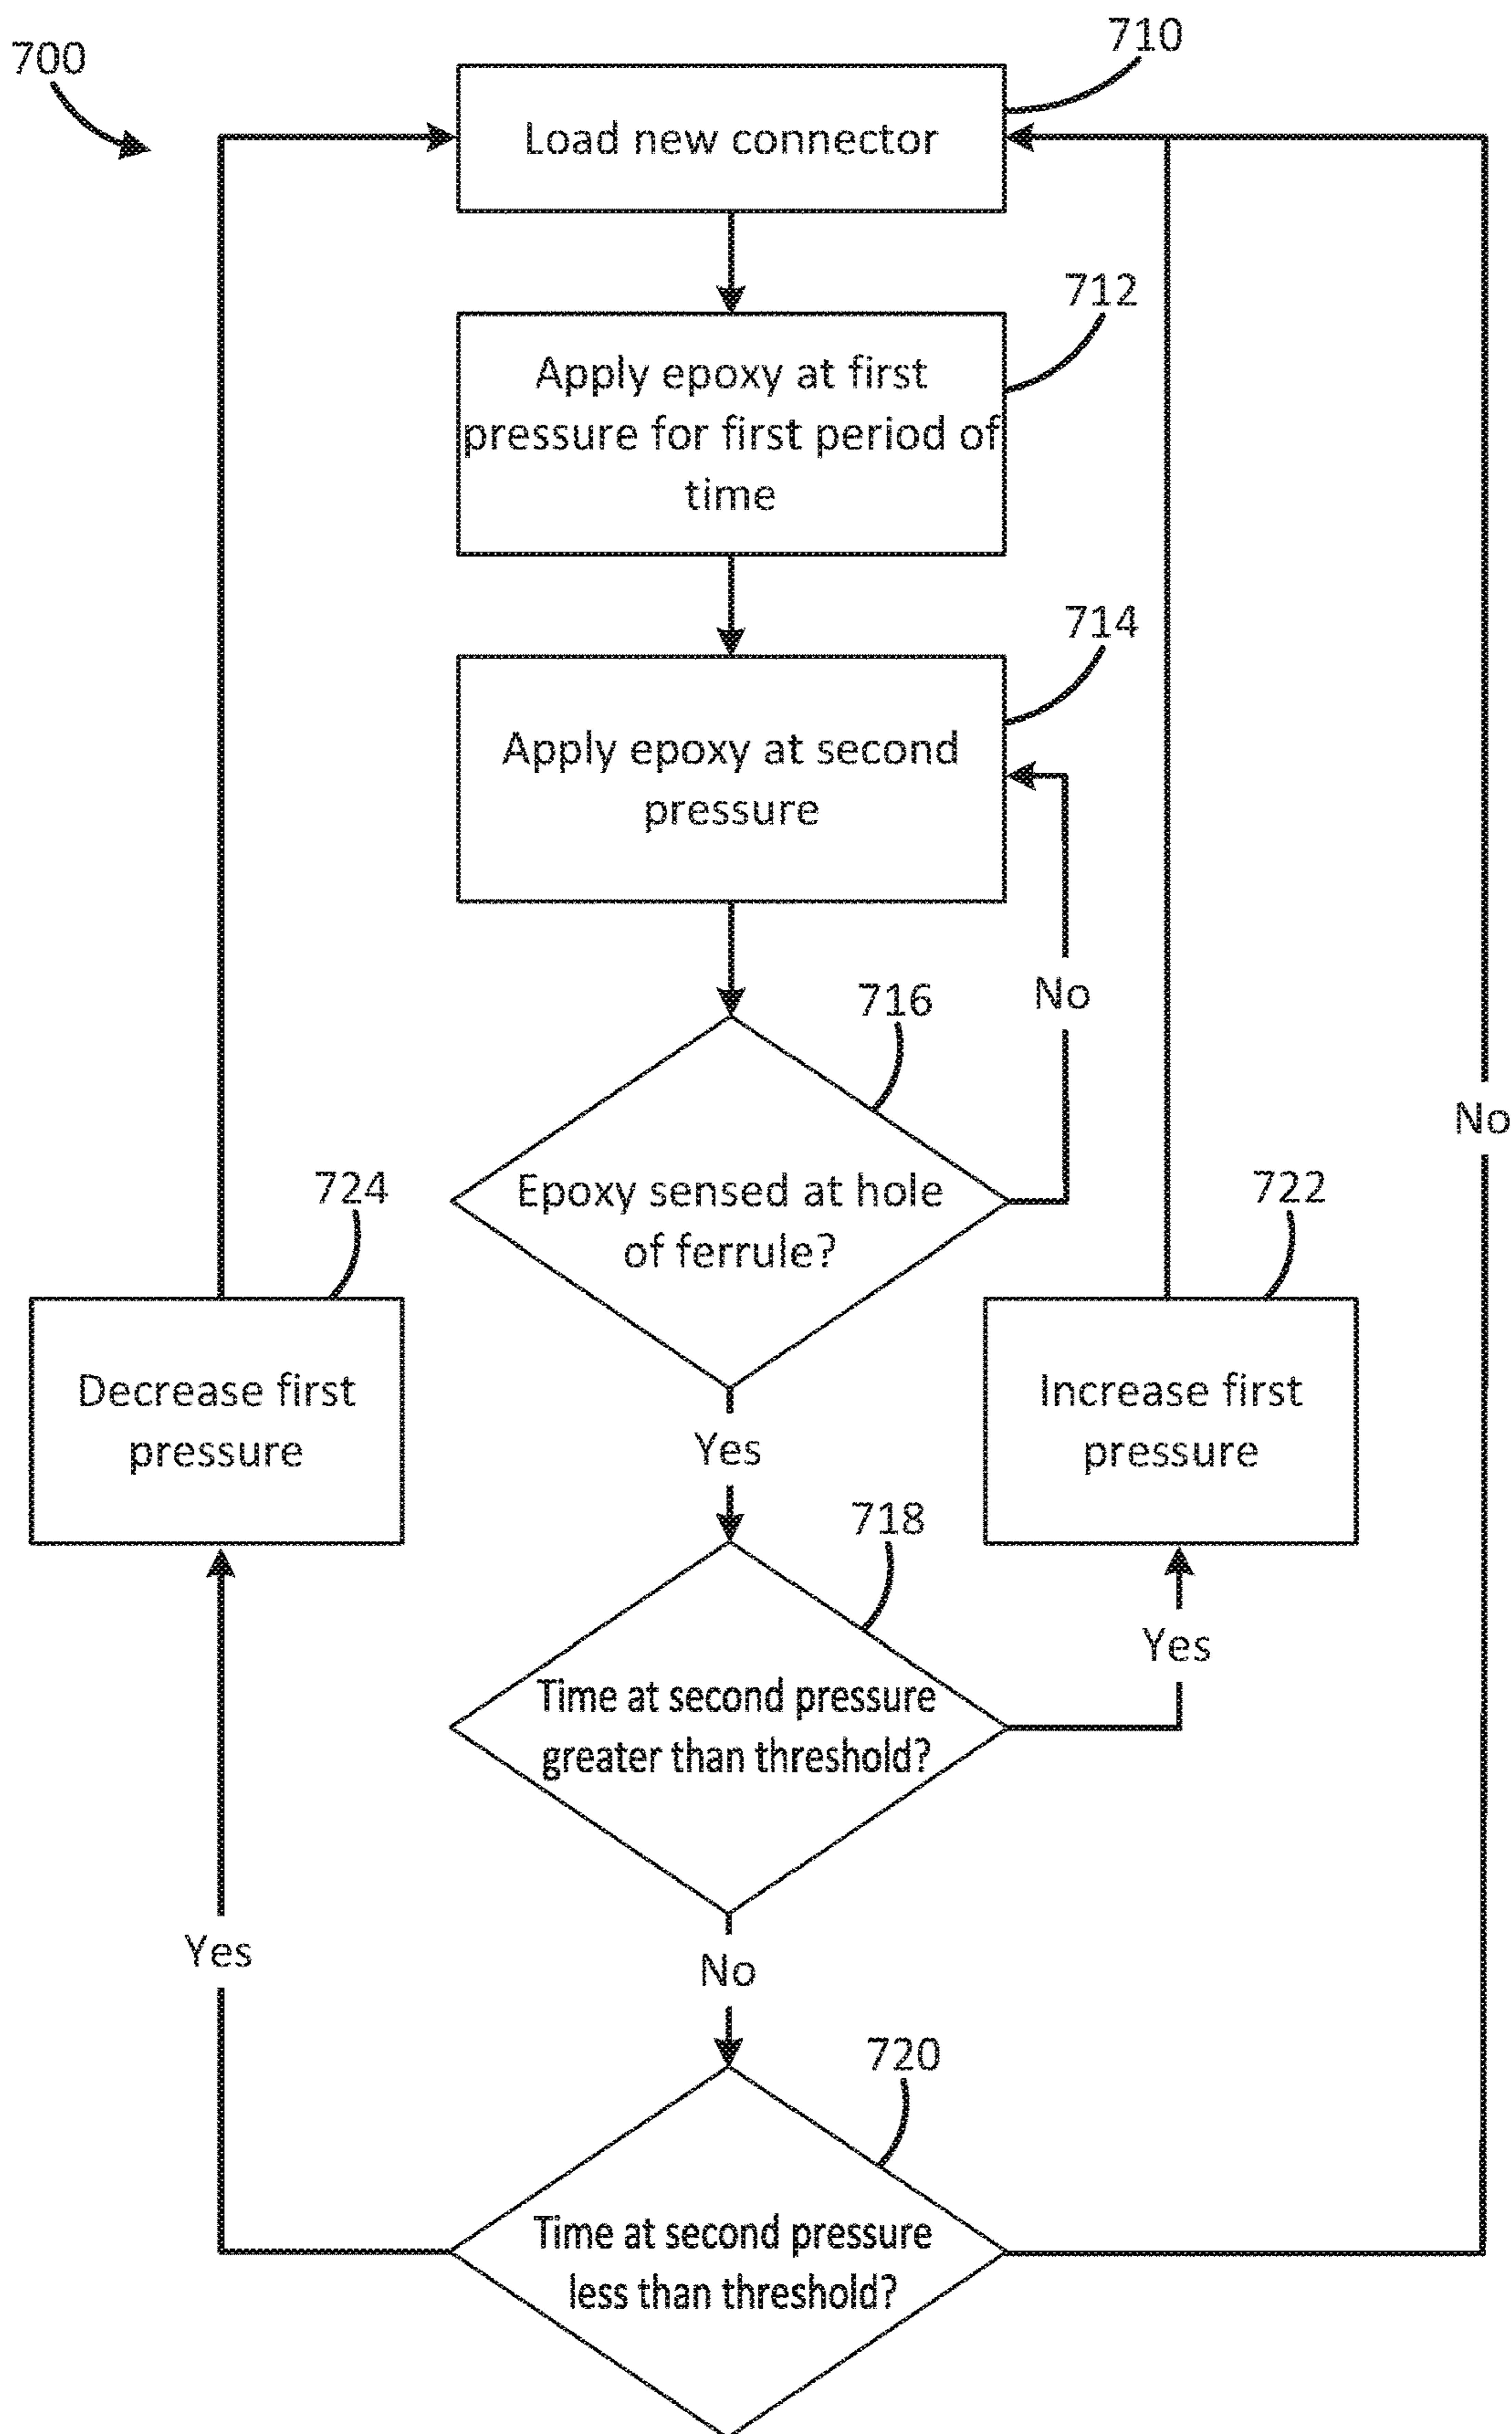 700
710
Load new connector
712
Apply epoxy at first
pressure for first period of
time
714
Apply epoxy at second
pressure
No
716
Epoxy sensed at hole
of ferrule?
No
724
722
Decrease first
pressure
Increase first
pressure
Yes
718
Time at second pressure
greater than threshold?
Yes
Yes
No
720
Time at second pressure
less than threshold?